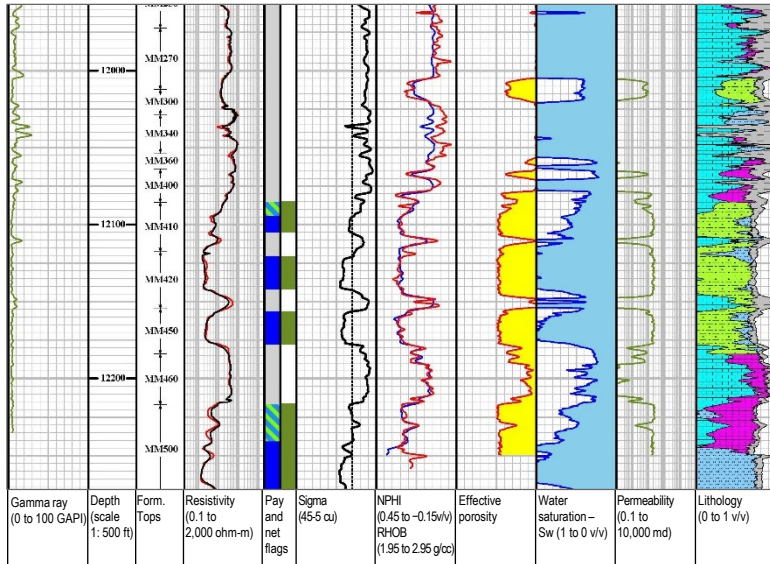 MM270
12000
MM300
MM340
MM360
MM400
12100
MM410
MM420
MM450
12200
MM460
MM500
Gamma ray
(0 to 100 GAPI)
Depth
(scale
1: 500 ft)
Form.
Tops
Resistivity
(0.1 to
2,000 ohm-m)
Pay
and
net
flags
Sigma
(45-5 cu)
NPHI
(0.45 to −0.15v/v)
RHOB
(1.95 to 2.95 g/cc)
Effective
porosity
Water
saturation –
Sw (1 to 0 v/v)
Permeability
(0.1 to
10,000 md)
Lithology
(0 to 1 v/v)